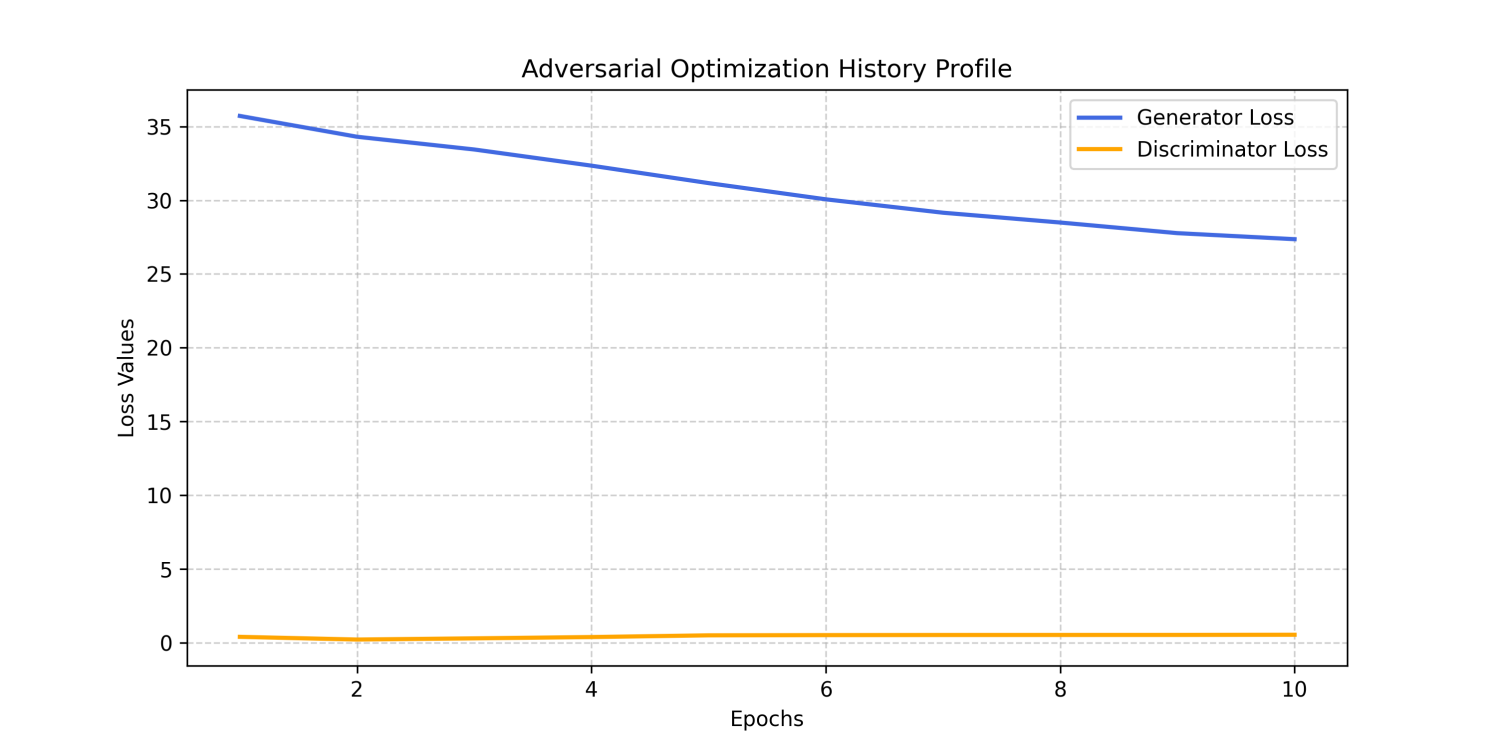 Adversarial Optimization History Profile
Generator Loss
Discriminator Loss
35
30
25
20
15
10
5
0
Loss Values
2
4
6
8
10
Epochs